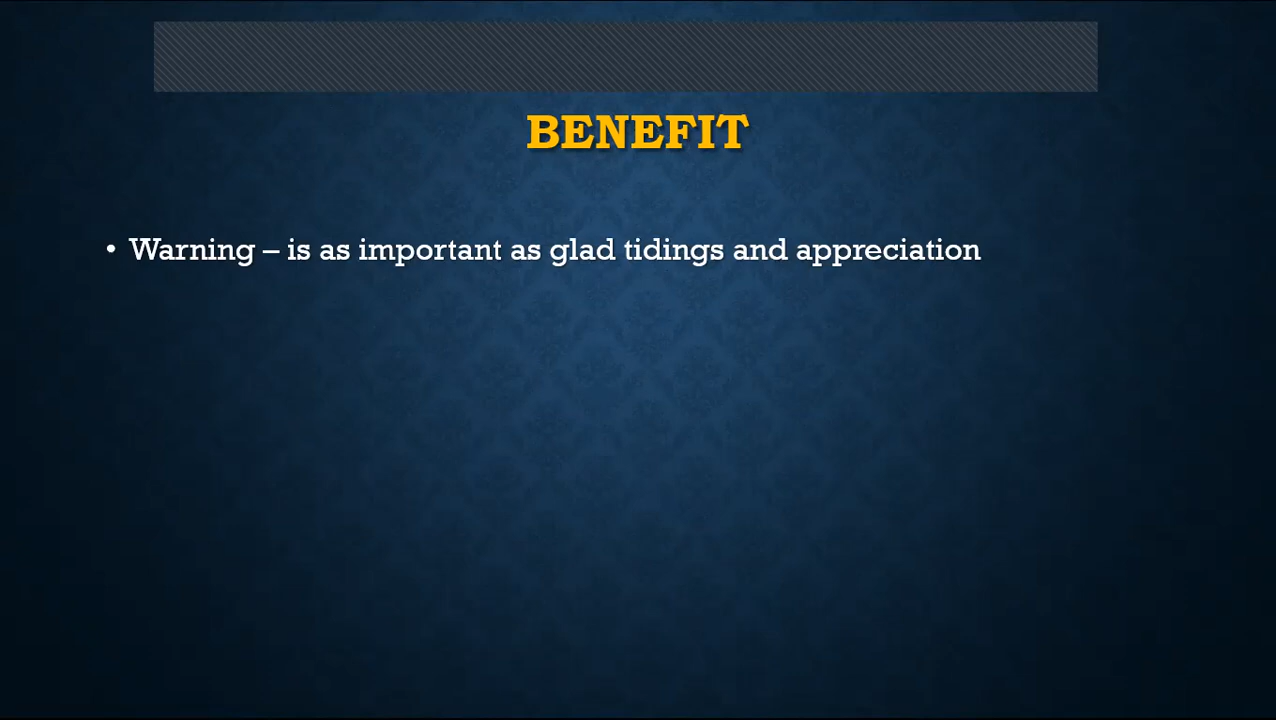 BENEFIT
• Warning – is as important as glad tidings and appreciation